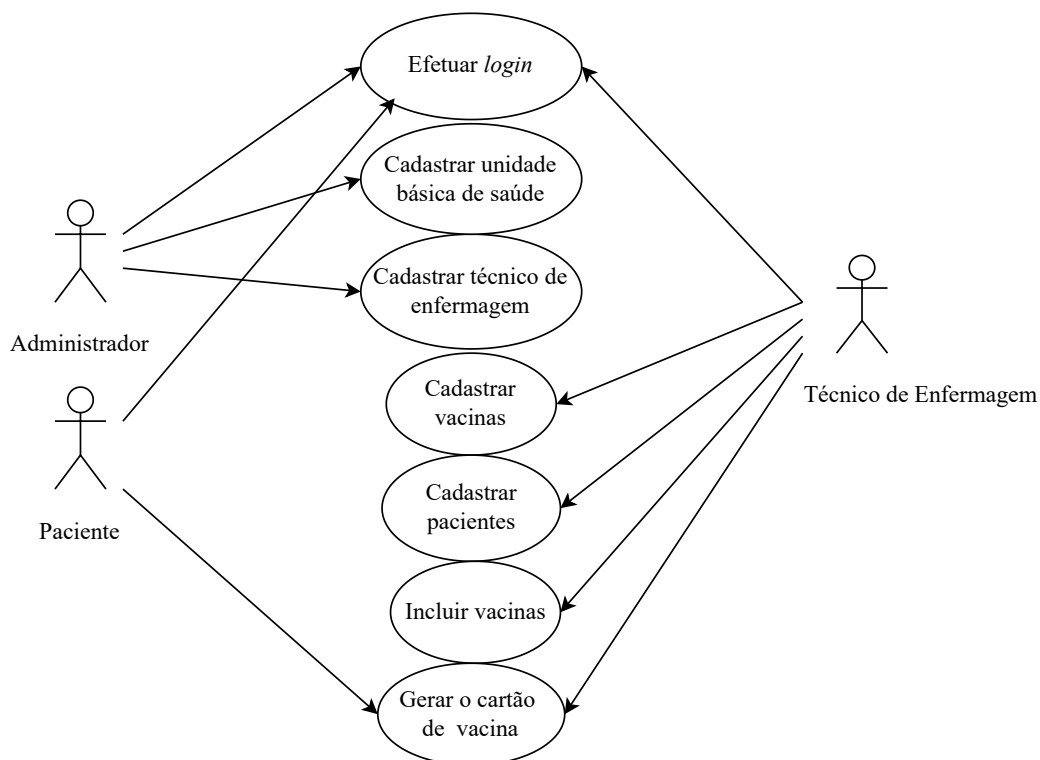 Efetuar login
Cadastrar unidade
básica de saúde
Cadastrar técnico de
enfermagem
Administrador
Cadastrar
vacinas
Técnico de Enfermagem
Cadastrar
pacientes
Paciente
Incluir vacinas
Gerar o cartão
de vacina